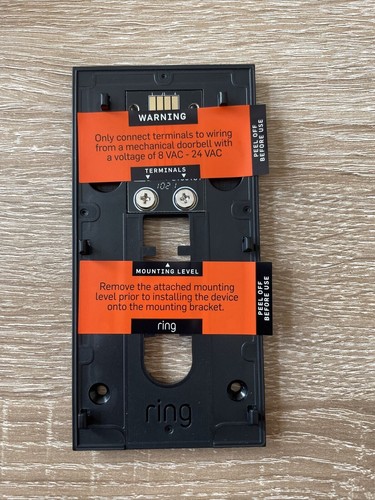 WARNING
Only connect terminals to wiring
from a mechanical doorbell with
a voltage of 8 VAC - 24 VAC
PEEL OFF
BEFORE USE
TERMINALS
1021
MOUNTING LEVEL
Remove the attached mounting
level prior to installing the device
onto the mounting bracket.
PEEL OFF
BEFORE USE
ring
ring